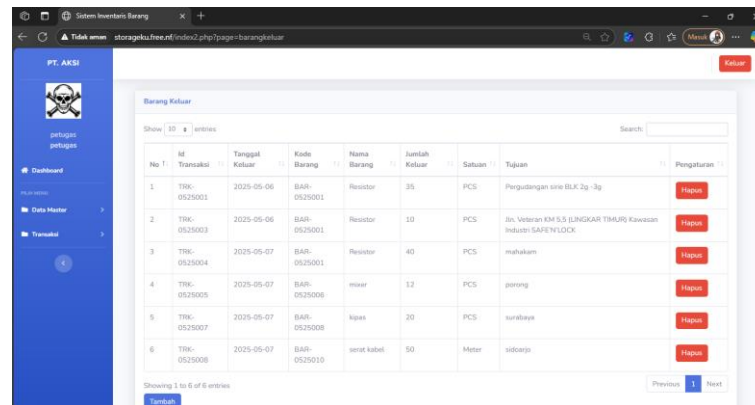 Sistem Inventaris Barang
Tidak aman storageku.free.nf/index2.php?page=barangkeluar
Masuk
PT. AKSI
Keluar
petugas
petugas
Dashboard
PILIH MENU
Data Master
Transaksi
Barang Keluar
Show 10 entries
Search:
No Id Transaksi Tanggal Keluar Kode Barang Nama Barang Jumlah Keluar Satuan Tujuan Pengaturan
1 TRK-0525001 2025-05-06 BAR-0525001 Resistor 35 PCS Pergudangan sirie BLK 2g -3g Hapus
2 TRK-0525003 2025-05-06 BAR-0525001 Resistor 10 PCS Jln. Veteran KM 5,5 (LINGKAR TIMUR) Kawasan Industri SAFE'N'LOCK Hapus
3 TRK-0525004 2025-05-07 BAR-0525001 Resistor 40 PCS mahakam Hapus
4 TRK-0525005 2025-05-07 BAR-0525006 mixer 12 PCS porong Hapus
5 TRK-0525007 2025-05-07 BAR-0525008 kipas 20 PCS surabaya Hapus
6 TRK-0525008 2025-05-07 BAR-0525010 serat kabel 50 Meter sidoarjo Hapus
Showing 1 to 6 of 6 entries
Previous 1 Next
Tambah